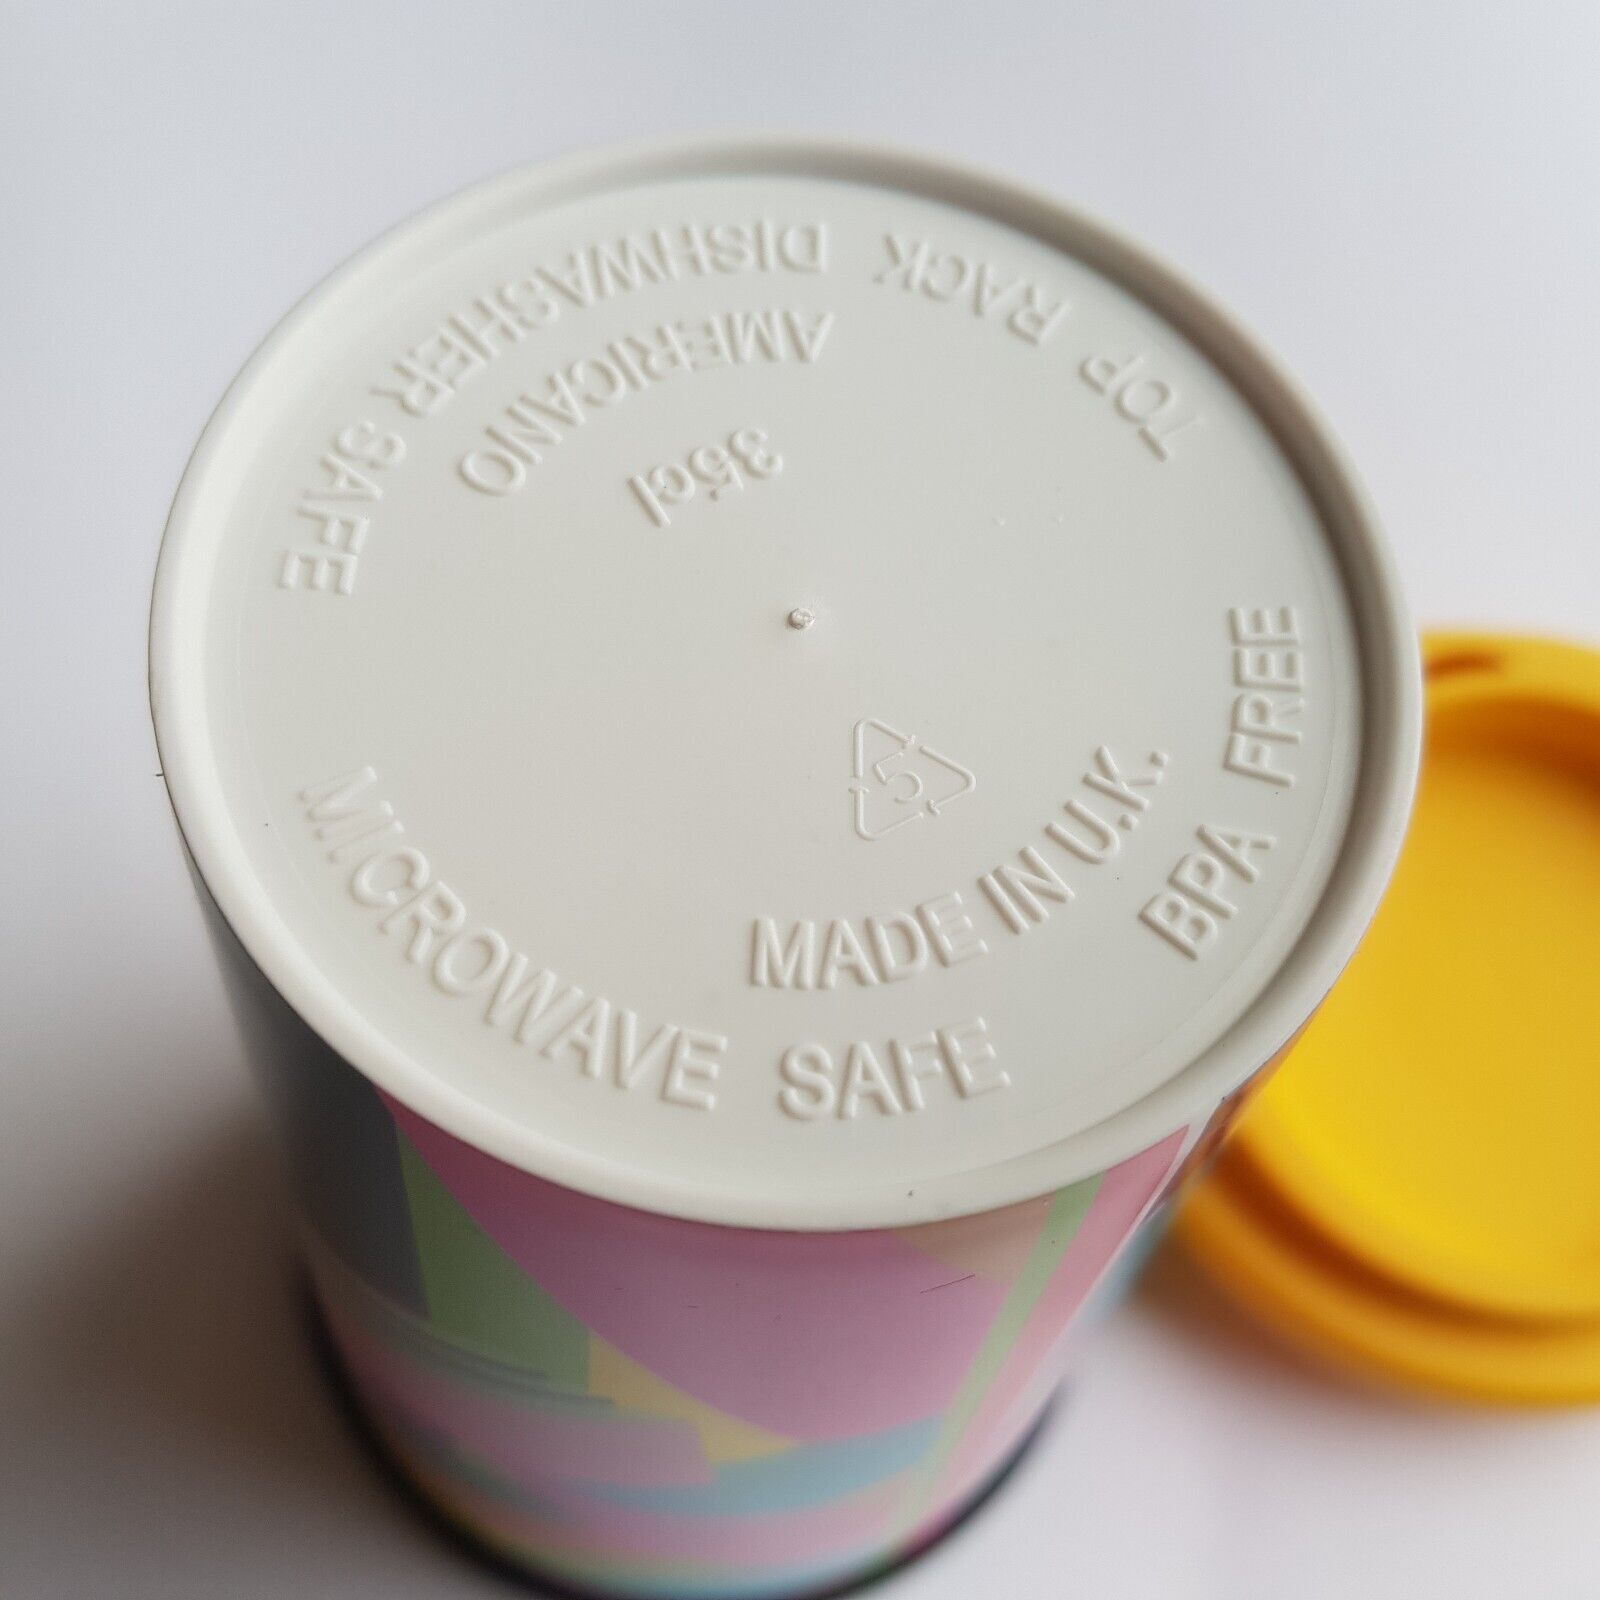 TOP RACK
DISHWASHER SAFE
AMERICANO
35cl
5
MADE IN U.K.
MICROWAVE SAFE
BPA FREE